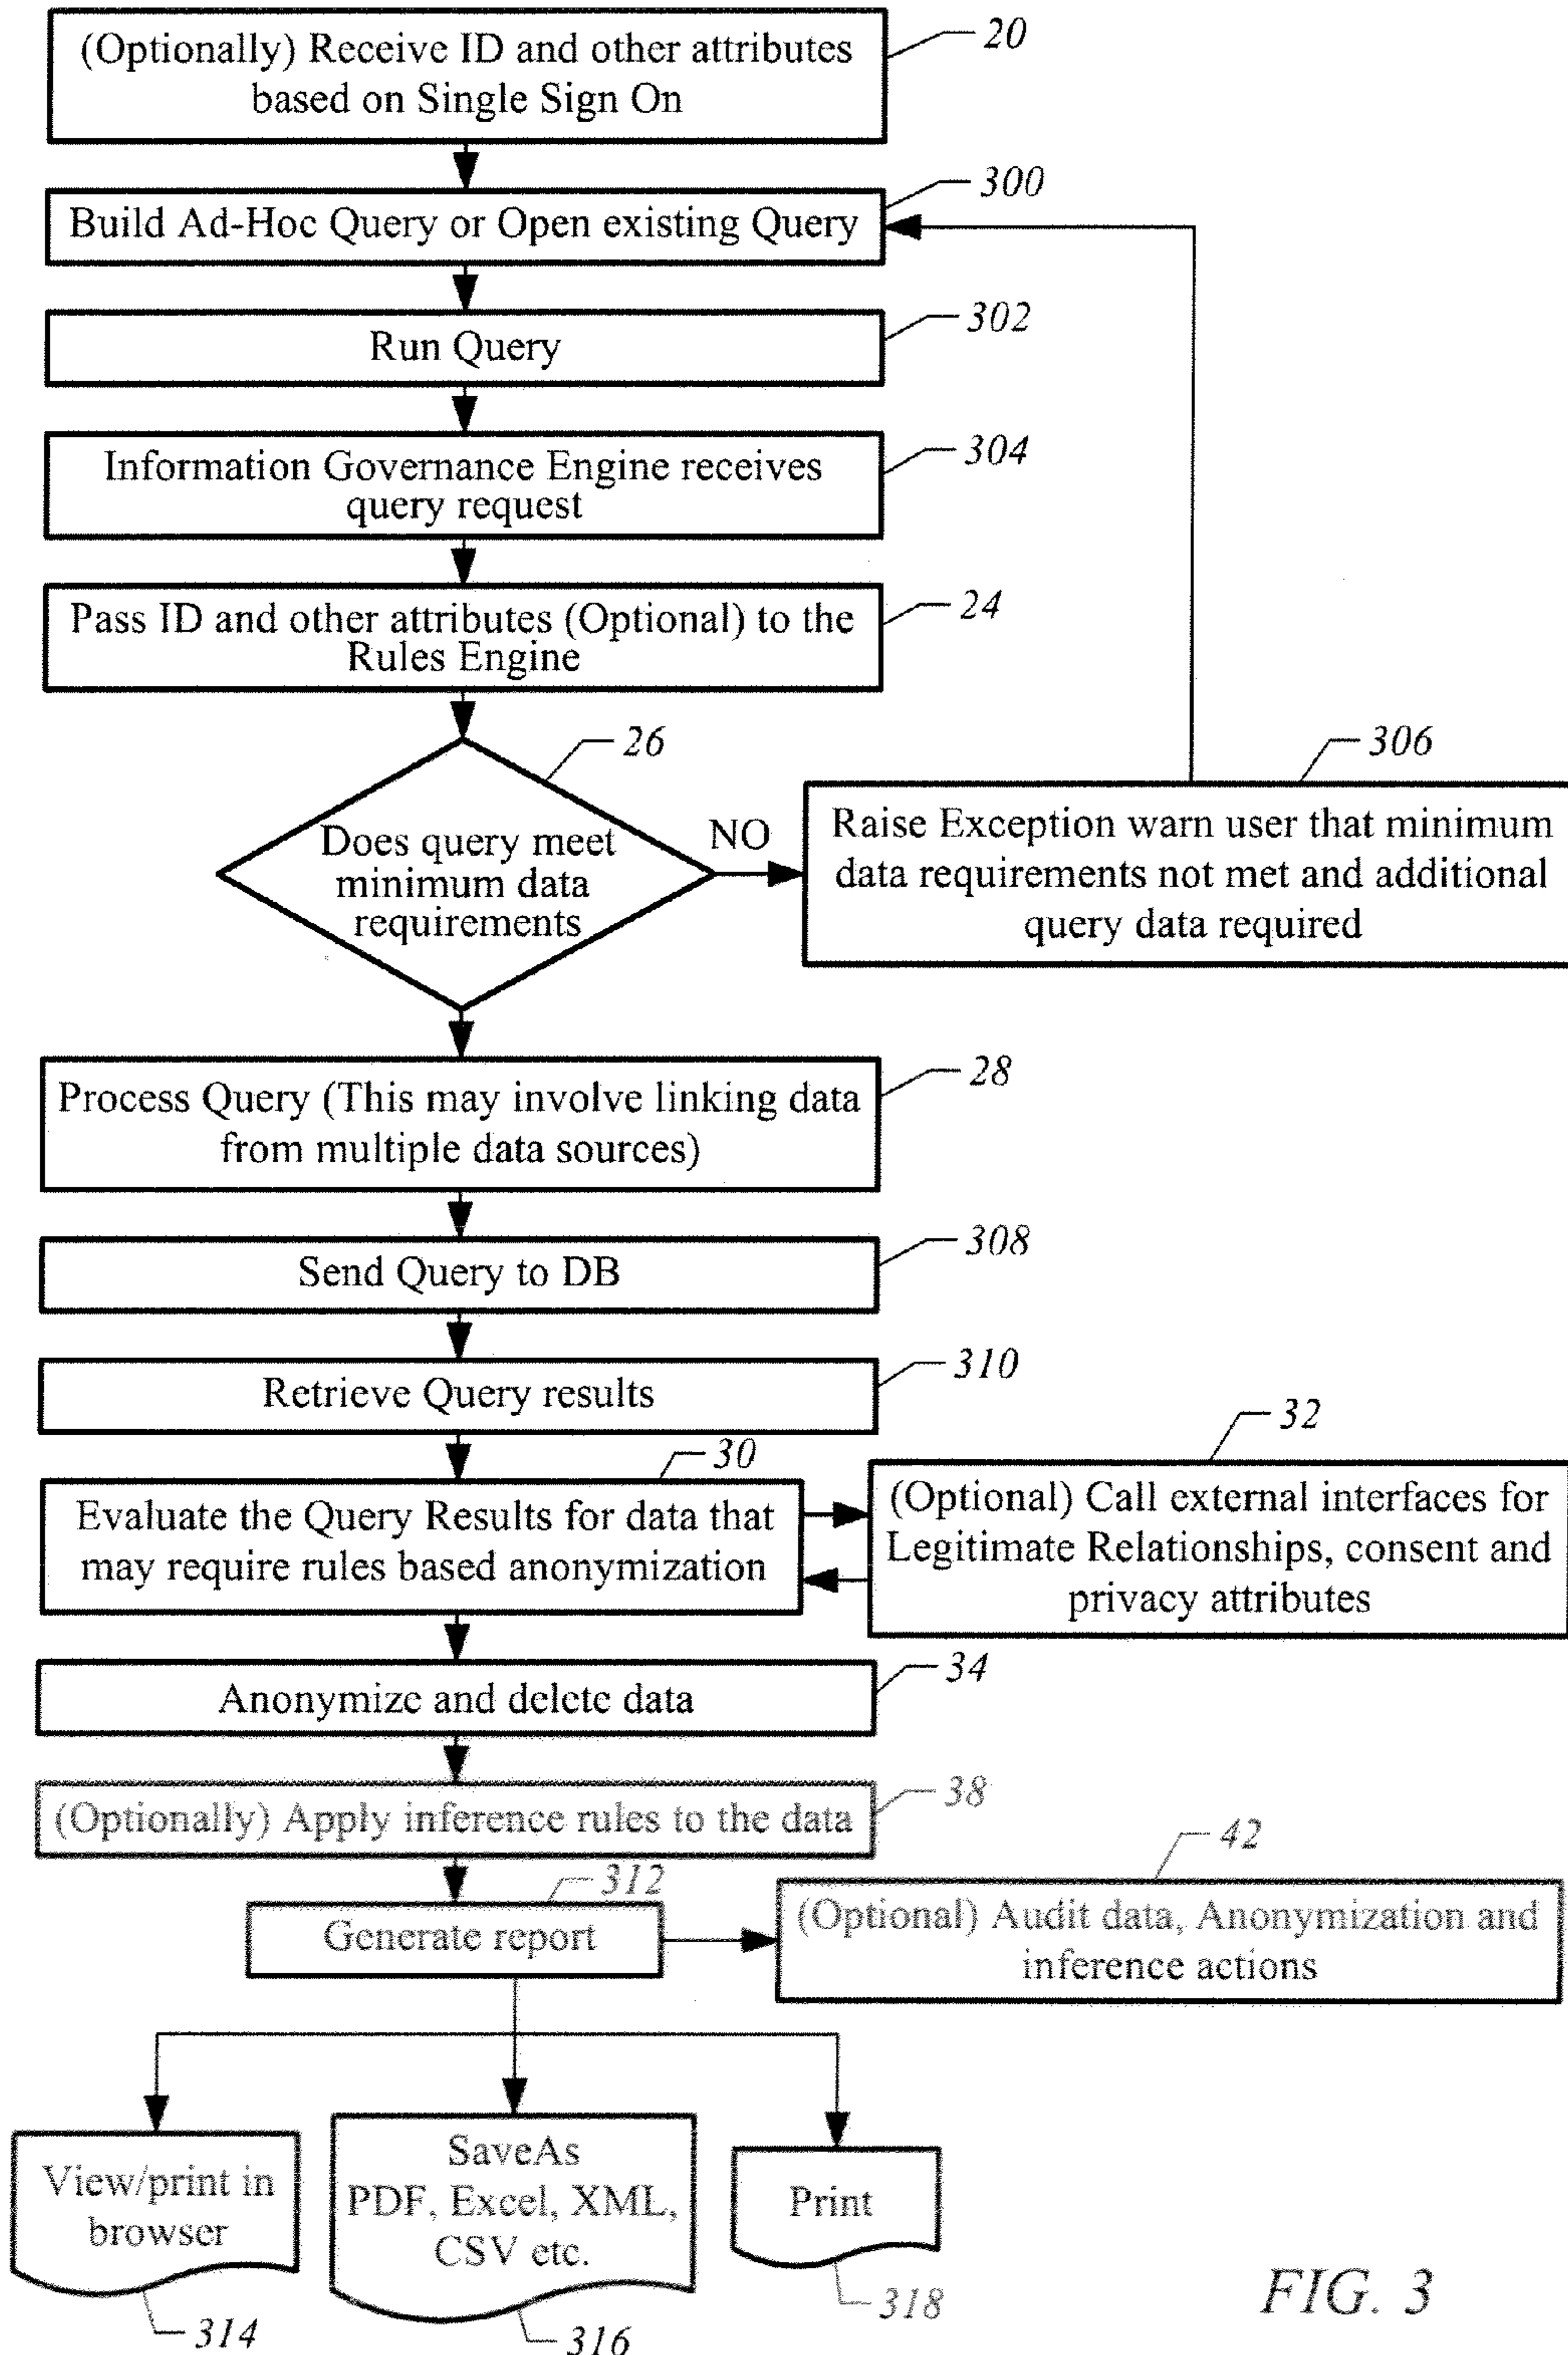 (Optionally) Receive ID and other attributes
based on Single Sign On
20
300
Build Ad-Hoc Query or Open existing Query
302
Run Query
304
Information Governance Engine receives
query request
24
Pass ID and other attributes (Optional) to the
Rules Engine
26
Does query meet
minimum data
requirements
NO
306
Raise Exception warn user that minimum
data requirements not met and additional
query data required
28
Process Query (This may involve linking data
from multiple data sources)
308
Send Query to DB
310
Retrieve Query results
30
Evaluate the Query Results for data that
may require rules based anonymization
32
(Optional) Call external interfaces for
Legitimate Relationships, consent and
privacy attributes
34
Anonymize and delete data
38
(Optionally) Apply inference rules to the data
312
Generate report
42
(Optional) Audit data, Anonymization and
inference actions
View/print in
browser
314
SaveAs
PDF, Excel, XML,
CSV etc.
316
Print
318
FIG. 3